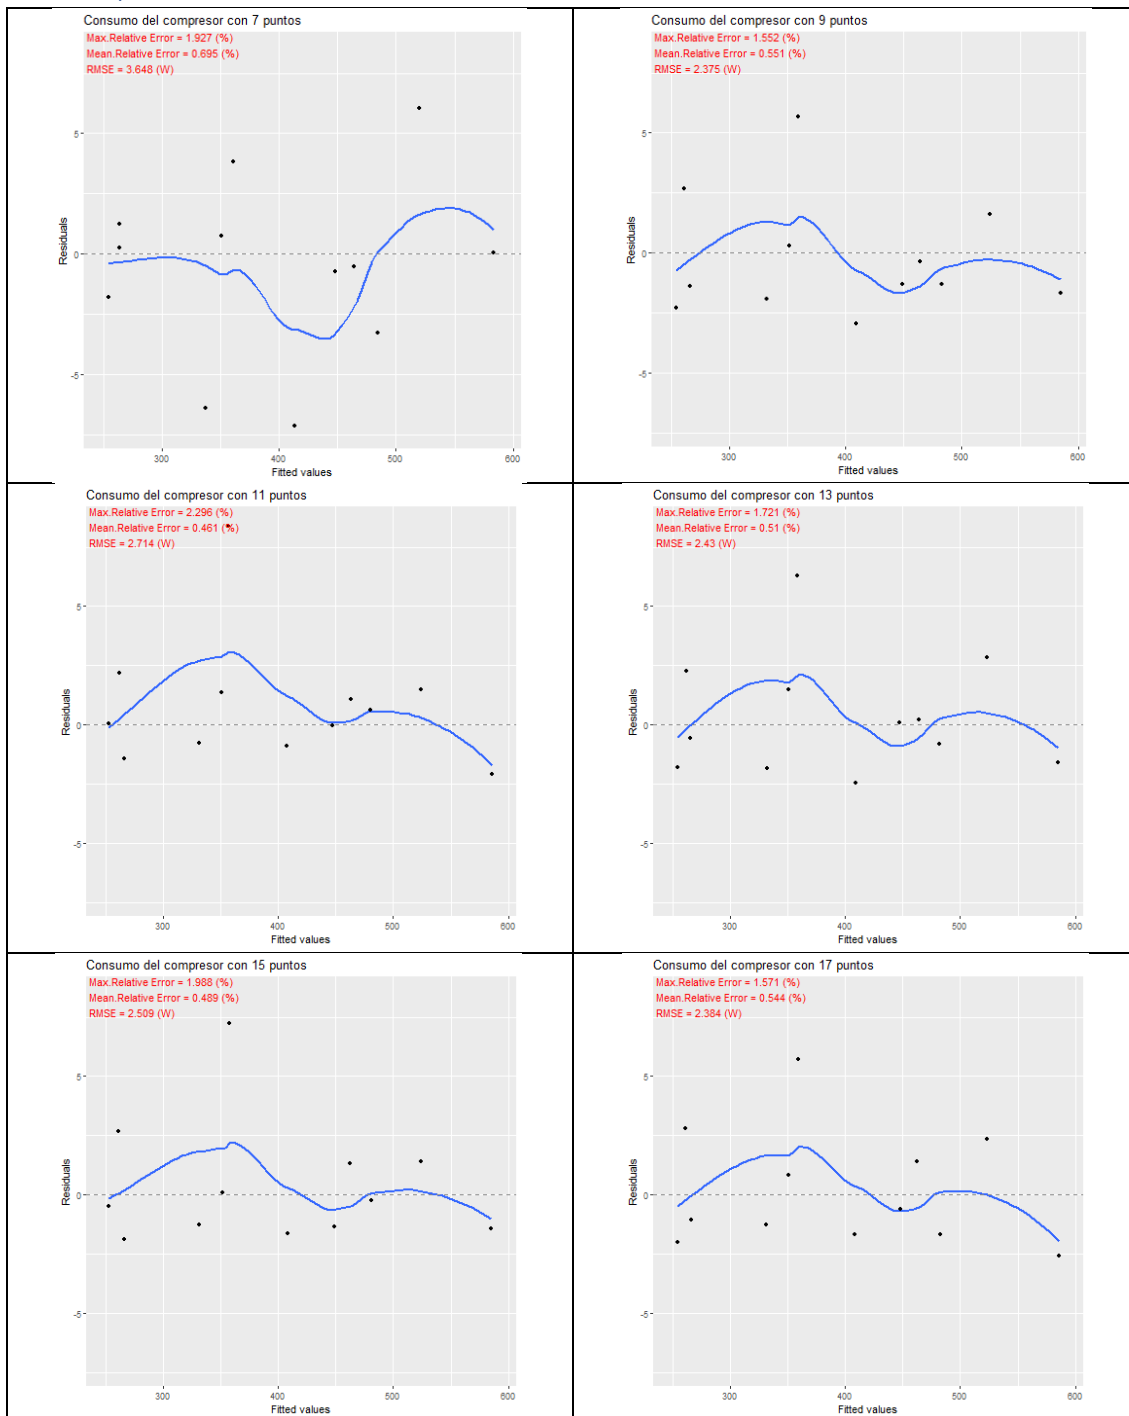 Consumo del compresor con 7 puntos
Max.Relative Error = 1.927 (%)
Mean.Relative Error = 0.695 (%)
RMSE = 3.648 (W)
5
0
-5
Residuals
300 400 500 600
Fitted values
Consumo del compresor con 9 puntos
Max.Relative Error = 1.552 (%)
Mean.Relative Error = 0.551 (%)
RMSE = 2.375 (W)
5
0
-5
Residuals
300 400 500 600
Fitted values
Consumo del compresor con 11 puntos
Max.Relative Error = 2.296 (%)
Mean.Relative Error = 0.461 (%)
RMSE = 2.714 (W)
5
0
-5
Residuals
300 400 500 600
Fitted values
Consumo del compresor con 13 puntos
Max.Relative Error = 1.721 (%)
Mean.Relative Error = 0.51 (%)
RMSE = 2.43 (W)
5
0
-5
Residuals
300 400 500 600
Fitted values
Consumo del compresor con 15 puntos
Max.Relative Error = 1.988 (%)
Mean.Relative Error = 0.489 (%)
RMSE = 2.509 (W)
5
0
-5
Residuals
300 400 500 600
Fitted values
Consumo del compresor con 17 puntos
Max.Relative Error = 1.571 (%)
Mean.Relative Error = 0.544 (%)
RMSE = 2.384 (W)
5
0
-5
Residuals
300 400 500 600
Fitted values